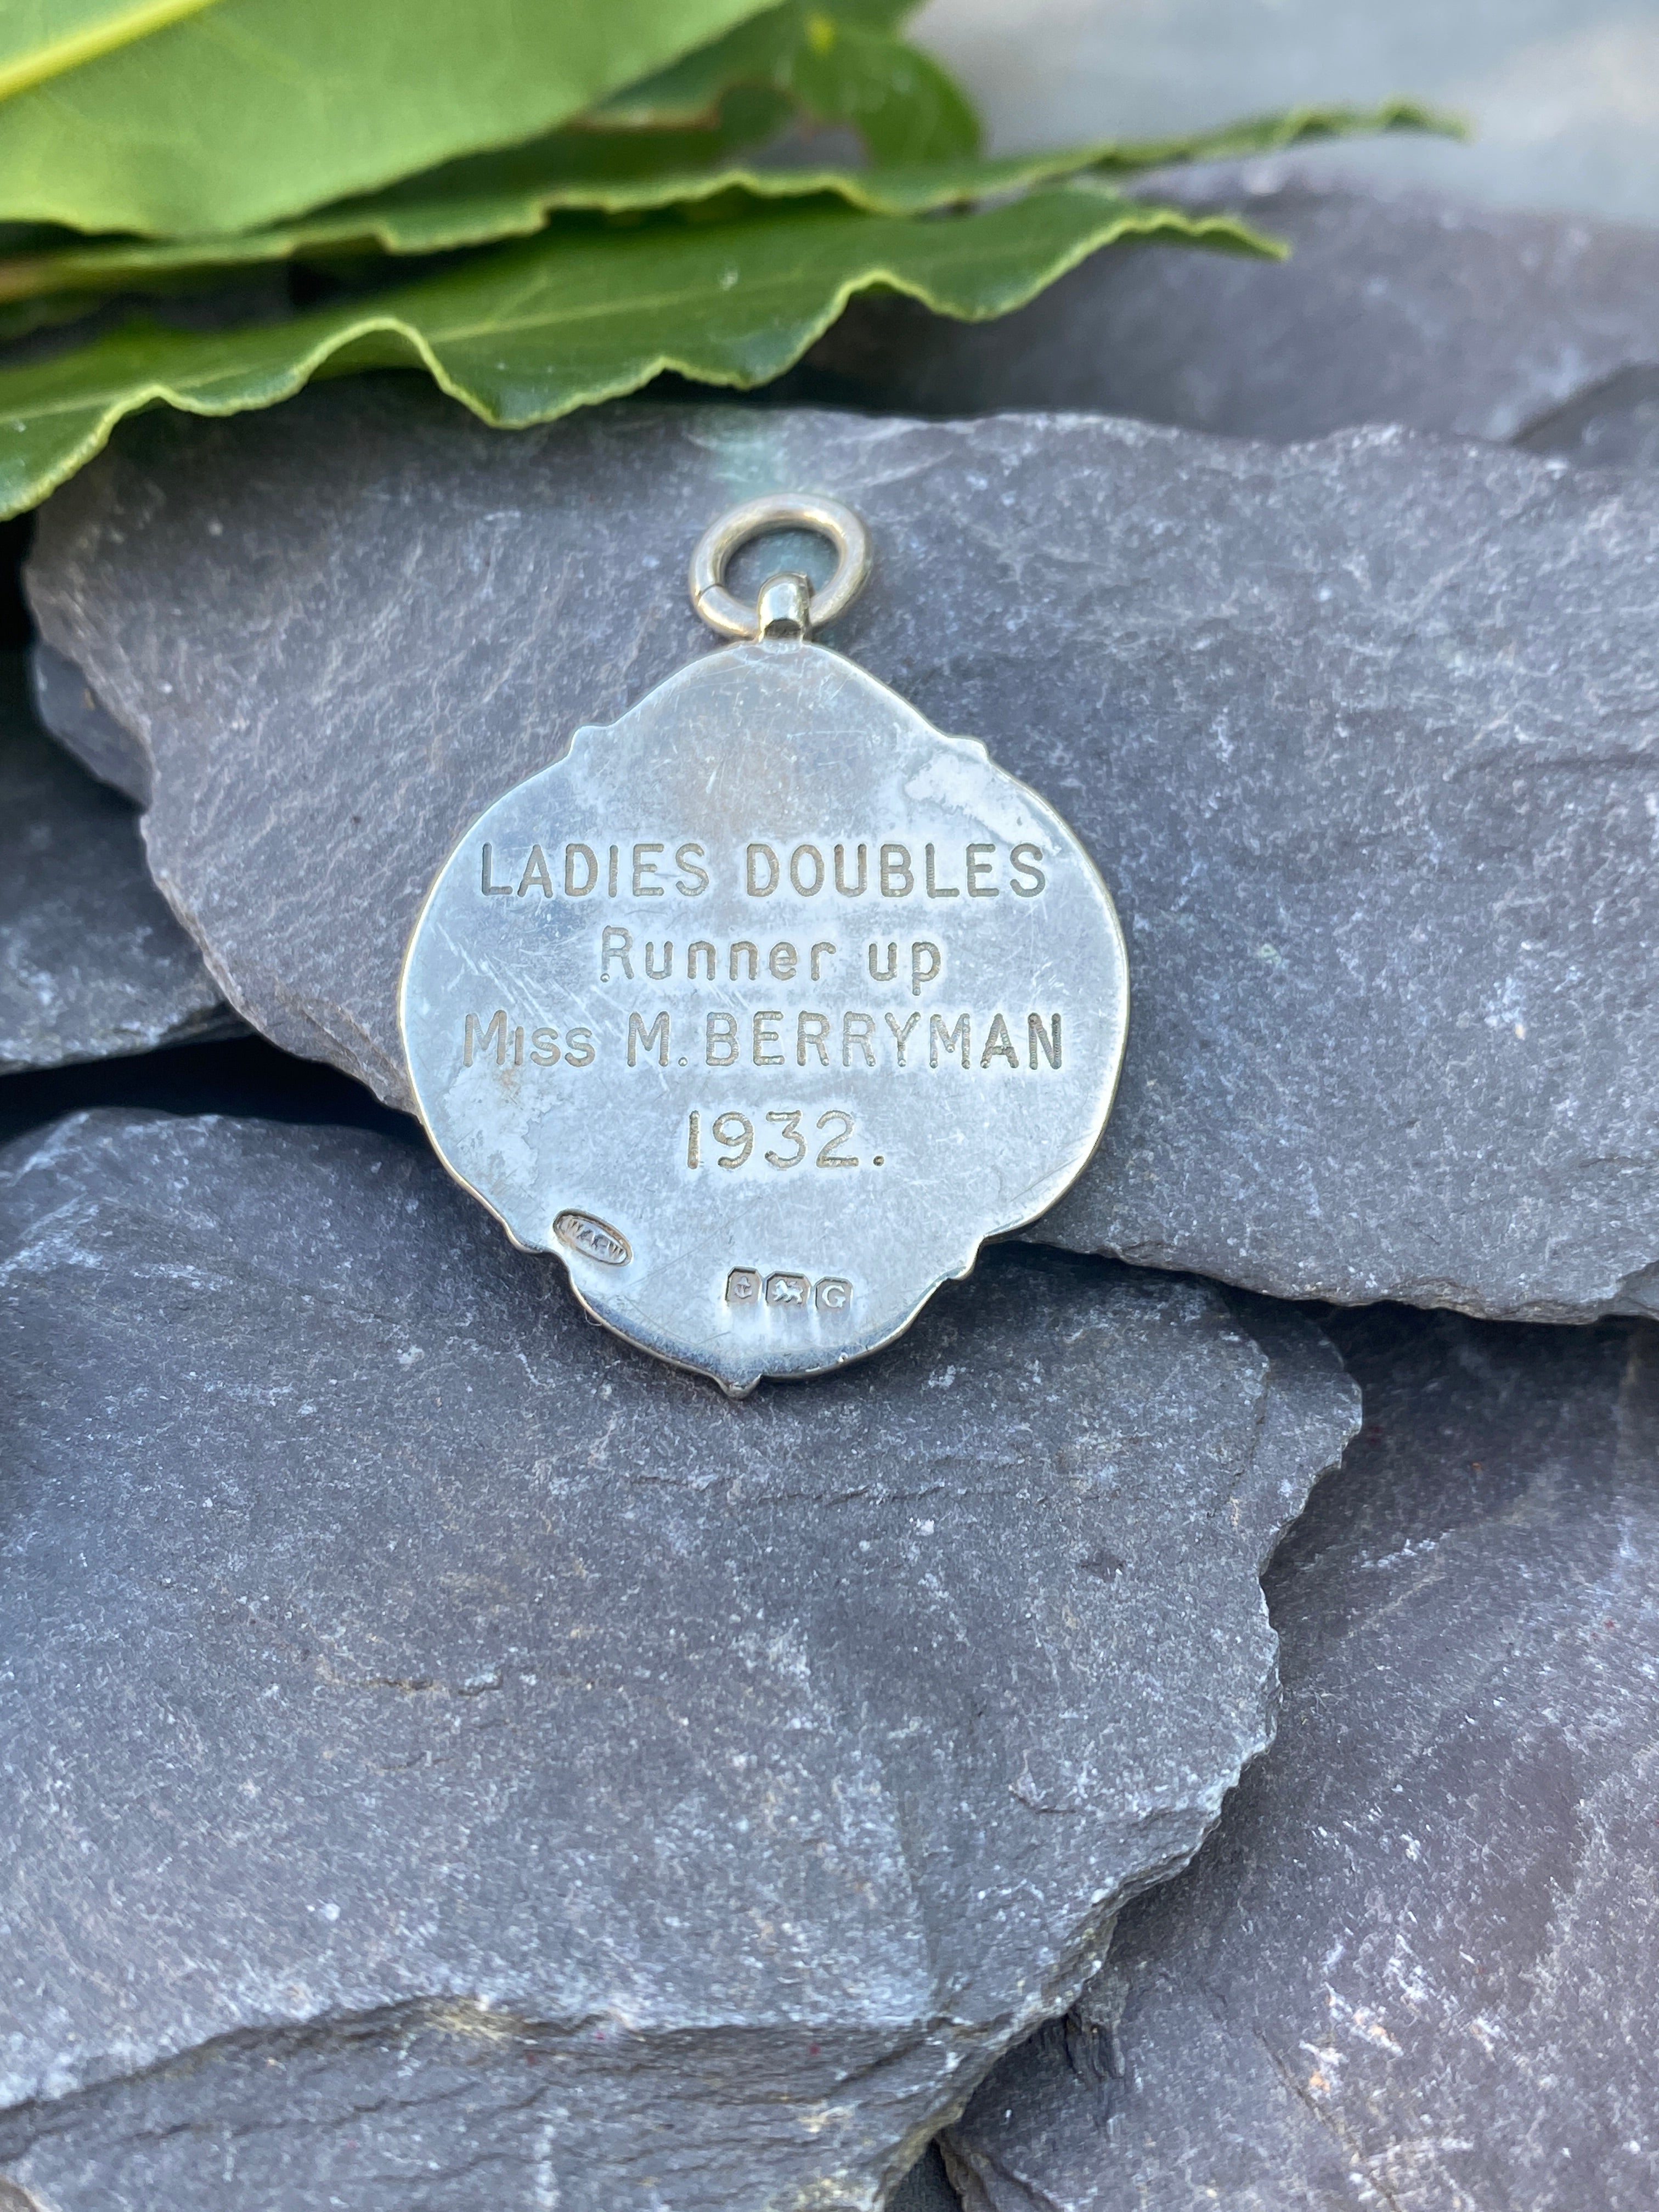 LADIES DOUBLES
Runner up
Miss M. BERRYMAN
1932.
G